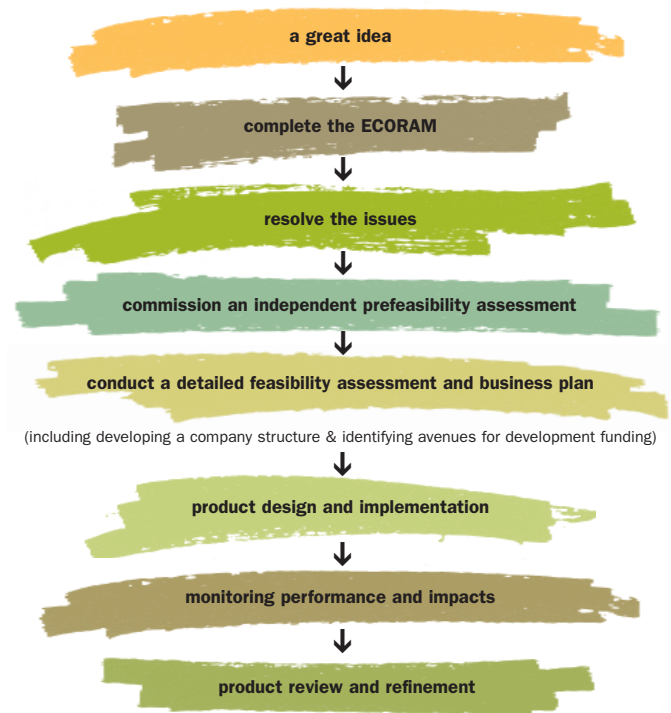 a great idea
complete the ECORAM
resolve the issues
commission an independent prefeasibility assessment
conduct a detailed feasibility assessment and business plan
(including developing a company structure & identifying avenues for development funding)
product design and implementation
monitoring performance and impacts
product review and refinement